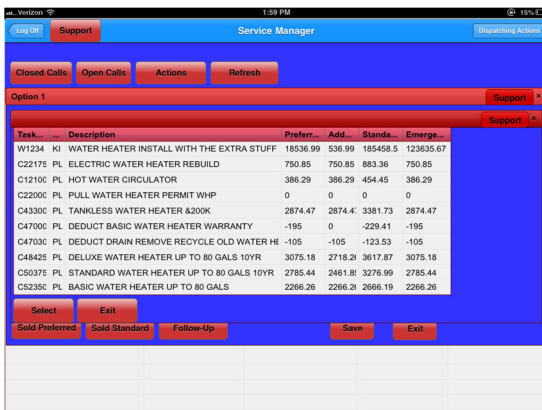 Verizon 1:59 PM 15%
Log Off Support Service Manager Dispatching Actions
Closed Calls Open Calls Actions Refresh
Option 1 Support ×
Support ×
Task... ... Description Preferr... Add... Standa... Emerge...
W1234 KI WATER HEATER INSTALL WITH THE EXTRA STUFF 18536.99 536.99 185458.5 123635.67
C22175 PL ELECTRIC WATER HEATER REBUILD 750.85 750.85 883.36 750.85
C12100 PL HOT WATER CIRCULATOR 386.29 386.29 454.45 386.29
C22000 PL PULL WATER HEATER PERMIT WHP 0 0 0 0
C43300 PL TANKLESS WATER HEATER &200K 2874.47 2874.4 3381.73 2874.47
C47000 PL DEDUCT BASIC WATER HEATER WARRANTY -195 0 -229.41 -195
C47030 PL DEDUCT DRAIN REMOVE RECYCLE OLD WATER HE -105 -105 -123.53 -105
C48425 PL DELUXE WATER HEATER UP TO 80 GALS 10YR 3075.18 2718.2 3617.87 3075.18
C50375 PL STANDARD WATER HEATER UP TO 80 GALS 10YR 2785.44 2461.8 3276.99 2785.44
C52350 PL BASIC WATER HEATER UP TO 80 GALS 2266.26 2266.2 2666.19 2266.26
Select Exit
Sold Preferred Sold Standard Follow-Up Save Exit